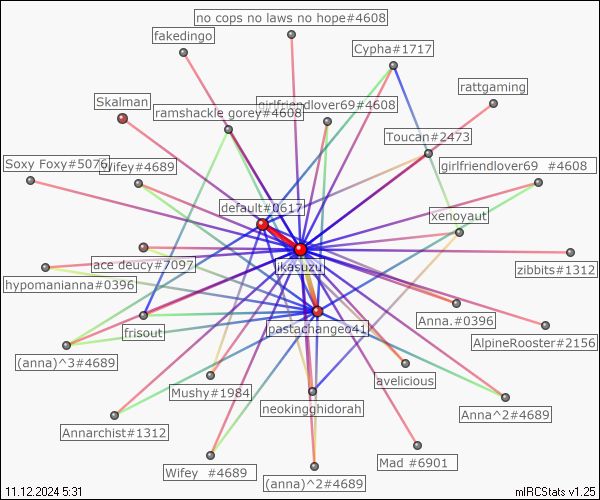 no cops no laws no hope#4608
fakedingo
Cypha#1717
rattgaming
Skalman
girlfriendlover69#4608
ramshackle gorey#4608
Toucan#2473
Soxy Foxy#5076
Wifey#4689
girlfriendlover69 #4608
default#0617
xenoyaut
ikasuzu
ace deucy#7097
zibbits#1312
hypomanianna#0396
Anna.#0396
frisout
pastachangeo41
AlpineRooster#2156
(anna)^3#4689
avelicious
Mushy#1984
neokingghidorah
Anna^2#4689
Annarchist#1312
Mad #6901
Wifey #4689
(anna)^2#4689
11.12.2024 5:31
mIRCStats v1.25